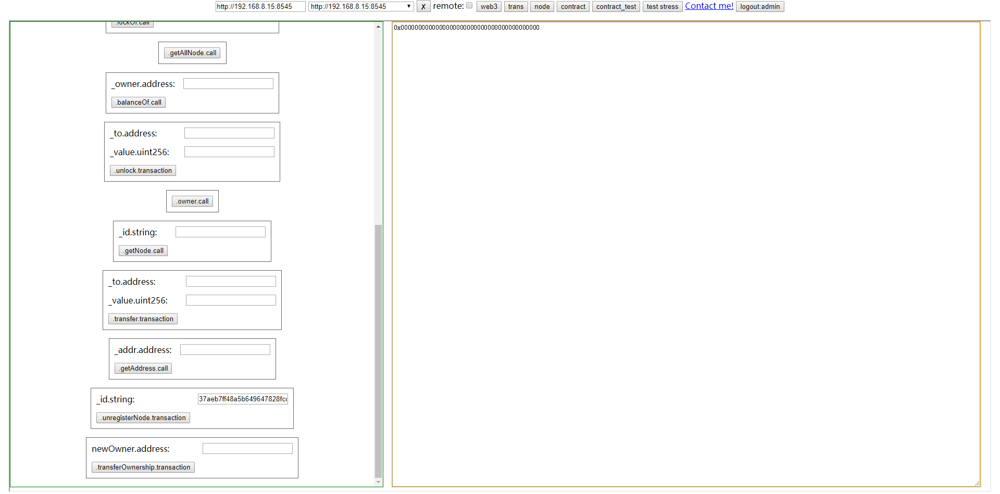 http://192.168.8.15:8545 http://192.168.8.15:8545 ▼ ✗ remote: web3 trans node contract contract_test test stress Contact me! logout:admin
.lockOf.call
.getAllNode.call
_owner.address:
.balanceOf.call
_to.address:
_value.uint256:
.unlock.transaction
.owner.call
_id.string:
.getNode.call
_to.address:
_value.uint256:
.transfer.transaction
_addr.address:
.getAddress.call
_id.string: 37aeb7ff48a5b649647828fc
.unregisterNode.transaction
newOwner.address:
.transferOwnership.transaction
0x0000000000000000000000000000000000000000